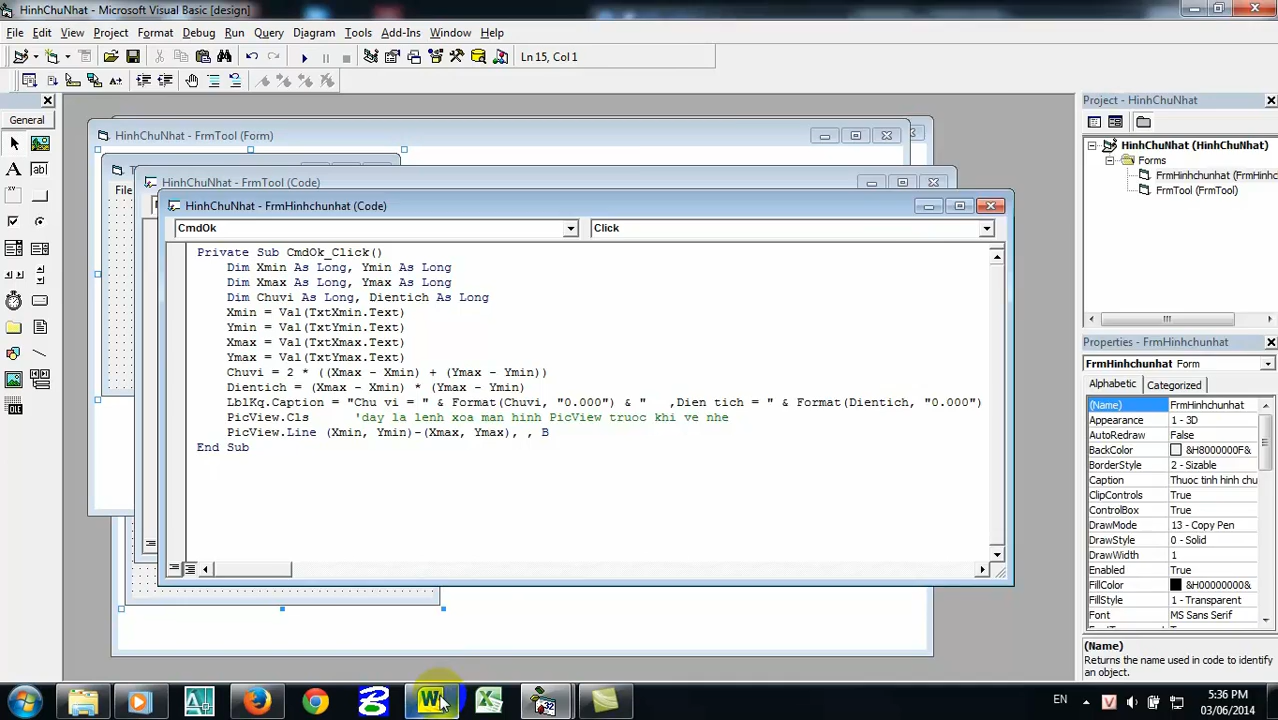 HinhChuNhat - Microsoft Visual Basic [design]
File Edit View Project Format Debug Run Query Diagram Tools Add-Ins Window Help
Ln 15, Col 1
General
HinhChuNhat - FrmTool (Form)
File
HinhChuNhat - FrmTool (Code)
HinhChuNhat - FrmHinhchunhat (Code)
CmdOk Click
Private Sub CmdOk_Click()
Dim Xmin As Long, Ymin As Long
Dim Xmax As Long, Ymax As Long
Dim Chuvi As Long, Dientich As Long
Xmin = Val(TxtXmin.Text)
Ymin = Val(TxtYmin.Text)
Xmax = Val(TxtXmax.Text)
Ymax = Val(TxtYmax.Text)
Chuvi = 2 * ((Xmax - Xmin) + (Ymax - Ymin))
Dientich = (Xmax - Xmin) * (Ymax - Ymin)
LblKq.Caption = "Chu vi = " & Format(Chuvi, "0.000") & "   ,Dien tich = " & Format(Dientich, "0.000")
PicView.Cls 'day la lenh xoa man hinh PicView truoc khi ve nhe
PicView.Line (Xmin, Ymin)-(Xmax, Ymax), , B
End Sub
Project - HinhChuNhat
HinhChuNhat (HinhChuNhat)
Forms
FrmHinhchunhat (FrmHinhc
FrmTool (FrmTool)
Properties - FrmHinhchunhat
FrmHinhchunhat Form
Alphabetic Categorized
(Name) FrmHinhchunhat
Appearance 1 - 3D
AutoRedraw False
BackColor &H8000000F&
BorderStyle 2 - Sizable
Caption Thuoc tinh hinh chu
ClipControls True
ControlBox True
DrawMode 13 - Copy Pen
DrawStyle 0 - Solid
DrawWidth 1
Enabled True
FillColor &H00000000&
FillStyle 1 - Transparent
Font MS Sans Serif
(Name)
Returns the name used in code to identify an object.
EN
5:36 PM
03/06/2014